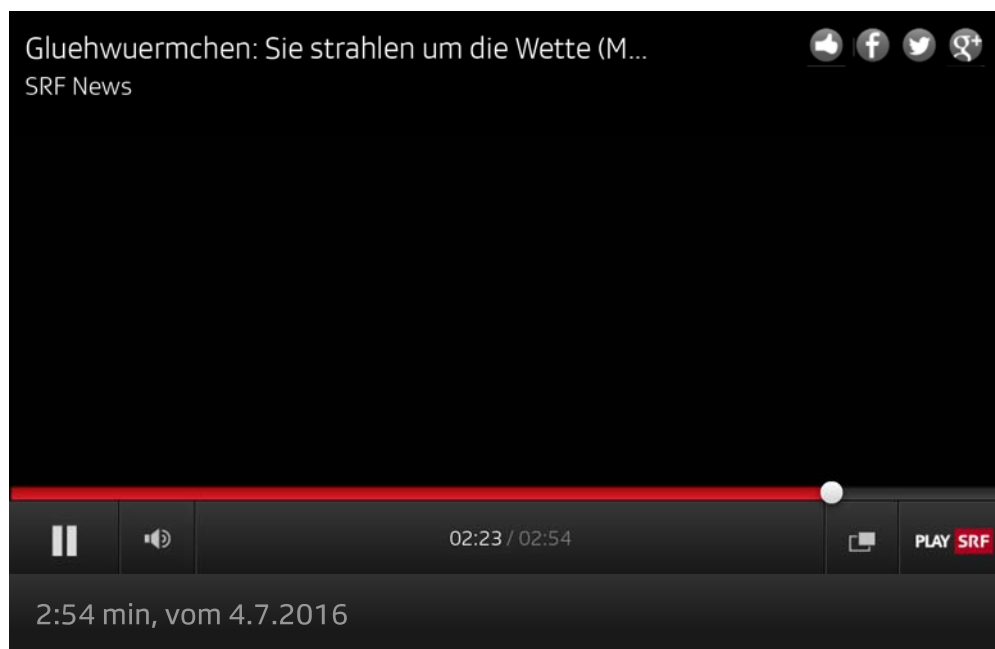 Gluehwuermchen: Sie strahlen um die Wette (M...
SRF News
02:23 / 02:54
PLAY SRF
2:54 min, vom 4.7.2016